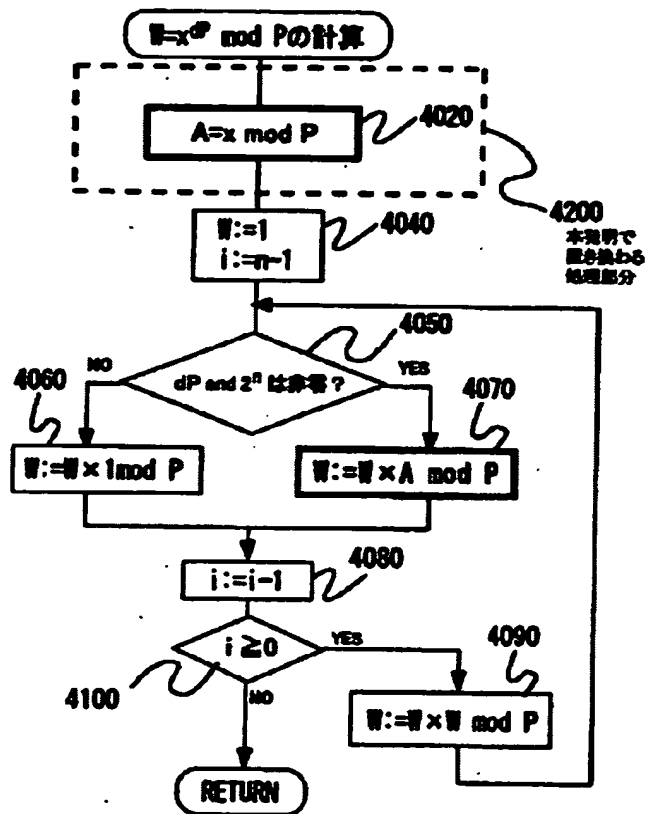 W=x^dP mod Pの計算
A=x mod P
4020
4200
本発明で
置き換わる
処理部分
W:=1
i:=n-1
4040
4050
dP and 2^n は非零？
NO
YES
4060
4070
W:=W×1mod P
W:=W×A mod P
i:=i-1
4080
i≧0
YES
NO
4100
4090
W:=W×W mod P
RETURN